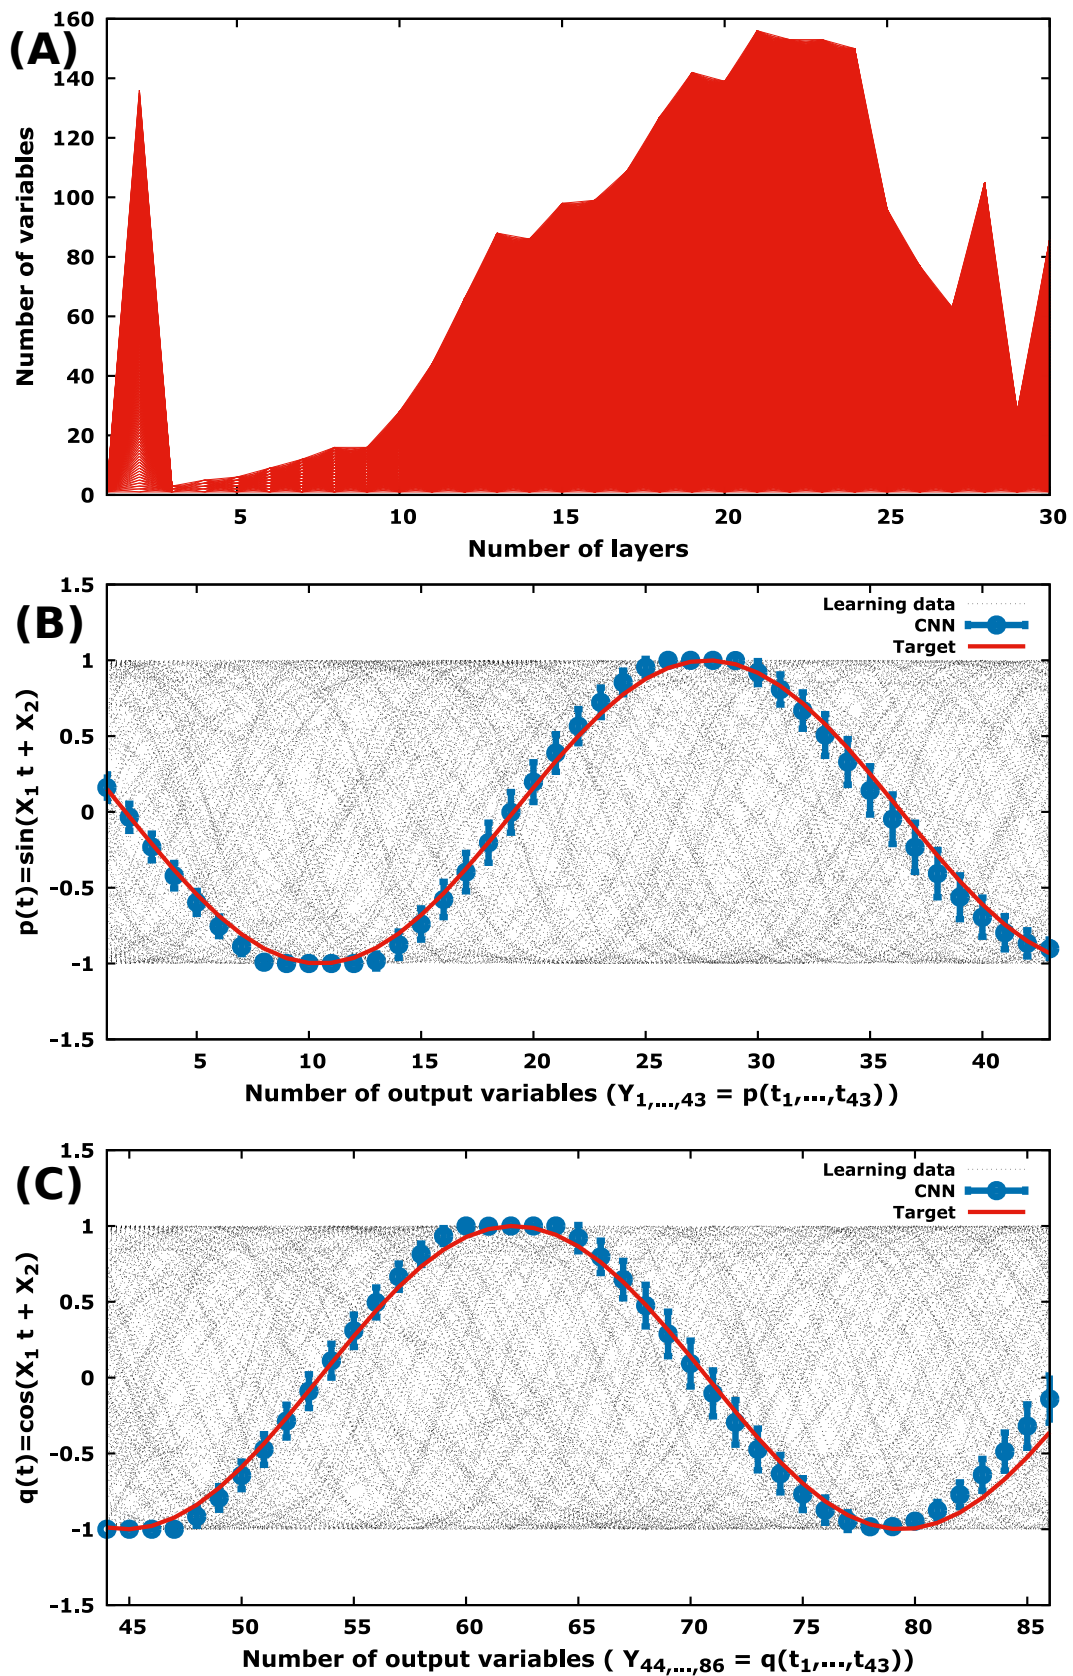 (A)
Number of variables
160
140
120
100
80
60
40
20
0
5 10 15 20 25 30
Number of layers
(B)
p(t)=sin(X1 t + X2)
Learning data
CNN
Target
1.5
1
0.5
0
-0.5
-1
-1.5
5 10 15 20 25 30 35 40
Number of output variables (Y1,...,43 = p(t1,...,t43))
(C)
q(t)=cos(X1 t + X2)
Learning data
CNN
Target
1.5
1
0.5
0
-0.5
-1
-1.5
45 50 55 60 65 70 75 80 85
Number of output variables ( Y44,...,86 = q(t1,...,t43))